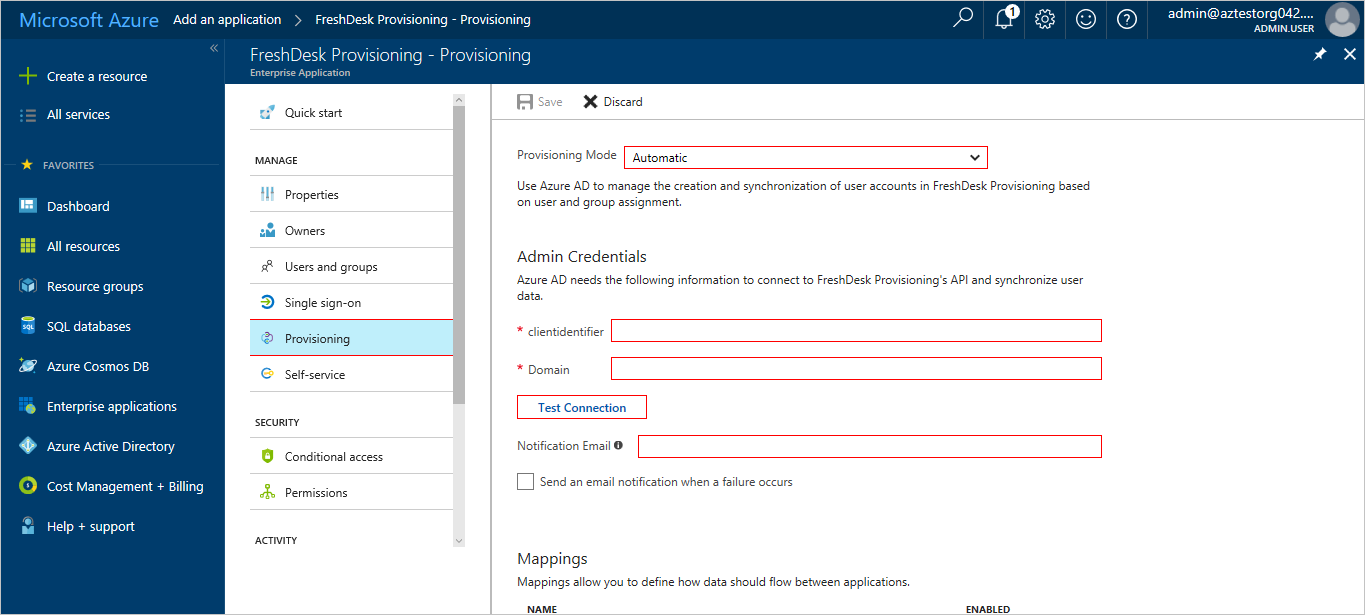 Microsoft Azure Add an application > FreshDesk Provisioning - Provisioning
1
admin@aztestorg042....
ADMIN.USER
«
Create a resource
All services
FAVORITES
Dashboard
All resources
Resource groups
SQL
SQL databases
Azure Cosmos DB
Enterprise applications
Azure Active Directory
Cost Management + Billing
Help + support
FreshDesk Provisioning - Provisioning
Enterprise Application
Quick start
MANAGE
Properties
Owners
Users and groups
Single sign-on
Provisioning
Self-service
SECURITY
Conditional access
Permissions
ACTIVITY
Save Discard
Provisioning Mode Automatic
Use Azure AD to manage the creation and synchronization of user accounts in FreshDesk Provisioning based
on user and group assignment.
Admin Credentials
Azure AD needs the following information to connect to FreshDesk Provisioning's API and synchronize user
data.
* clientidentifier
* Domain
Test Connection
Notification Email
Send an email notification when a failure occurs
Mappings
Mappings allow you to define how data should flow between applications.
NAME ENABLED